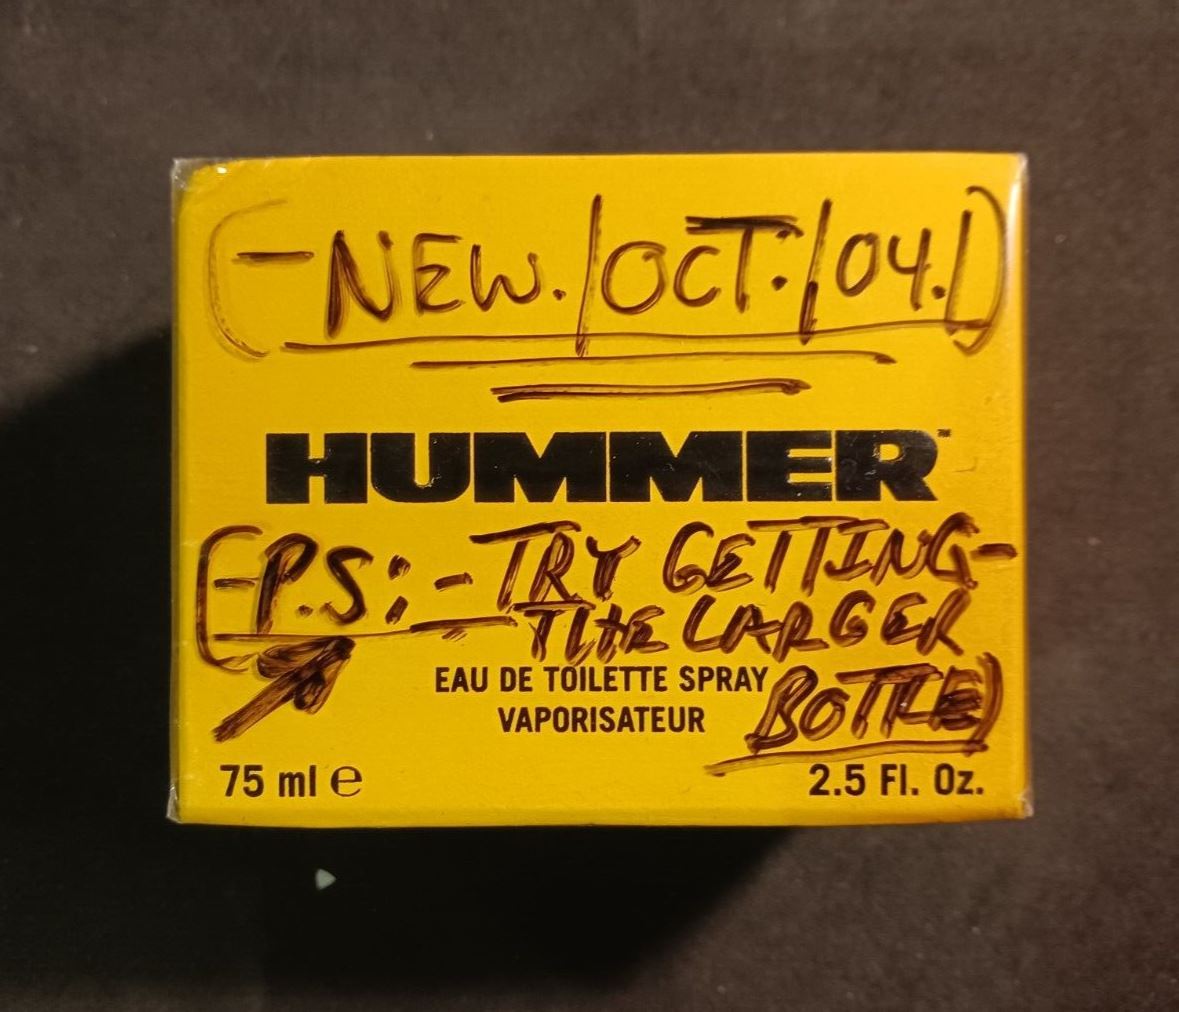 (-NEW./OCT:/04./)
HUMMER™
(-P.S:-TRY GETTING-
THE LARGER
EAU DE TOILETTE SPRAY
BOTTLE)
VAPORISATEUR
75 ml e
2.5 Fl. Oz.